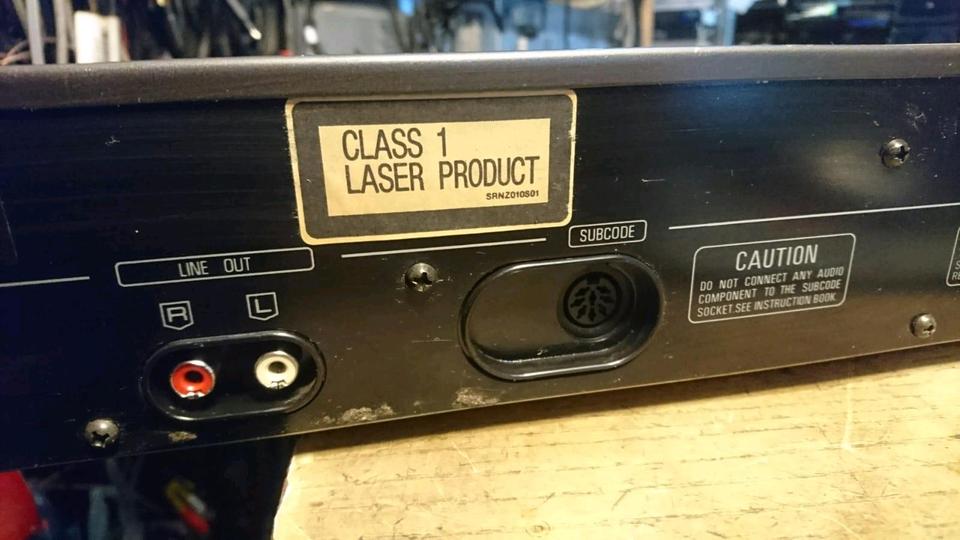 CLASS 1
LASER PRODUCT
SRNZ010S01
SUBCODE
LINE OUT
R
L
CAUTION
DO NOT CONNECT ANY AUDIO
COMPONENT TO THE SUBCODE
SOCKET.SEE INSTRUCTION BOOK.